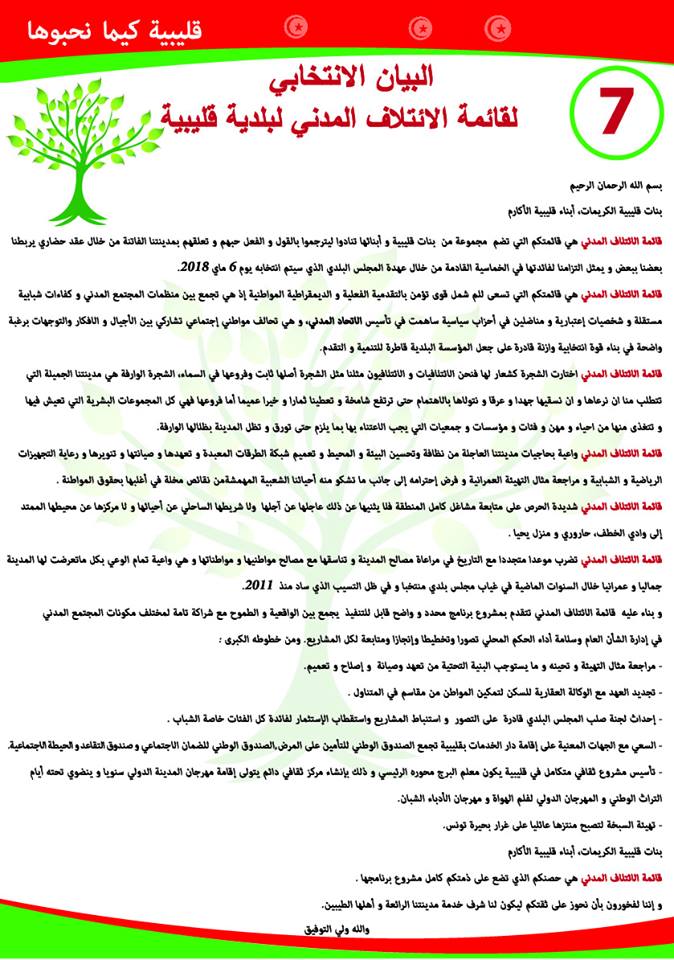 قليبية كيما نحبوها
البيان الانتخابي
لقائمة الائتلاف المدني لبلدية قليبية
7
بسم الله الرحمان الرحيم
بنات قليبية الكريمات، أبناء قليبية الأكارم
قائمة الائتلاف المدني هي قائمتكم التي تضم مجموعة من بنات قليبية و أبنائها تنادوا ليترجموا بالقول و الفعل حبهم و تعلقهم بمدينتنا الفاتنة من خلال عقد حضاري يربطنا
بعضنا ببعض و يمثل التزامنا لفائدتها في الخماسية القادمة من خلال عهدة المجلس البلدي الذي سيتم انتخابه يوم 6 ماي 2018.
قائمة الائتلاف المدني هي قائمتكم التي تسعى للم شمل قوى تؤمن بالتقدمية الفعلية و الديمقراطية المواطنية إذ هي تجمع بين منظمات المجتمع المدني و كفاءات شبابية
مستقلة و شخصيات إعتبارية و مناضلين في أحزاب سياسية ساهمت في تأسيس الاتحاد المدني، و هي تحالف مواطني إجتماعي تشاركي بين الأجيال و الافكار والتوجهات برغبة
واضحة في بناء قوة انتخابية وازنة قادرة على جعل المؤسسة البلدية قاطرة للتنمية و التقدم.
قائمة الائتلاف المدني اختارت الشجرة كشعار لها فنحن الائتلافيات و الائتلافيون مثلنا مثل الشجرة أصلها ثابت وفروعها في السماء، الشجرة الوارفة هي مدينتنا الجميلة التي
تتطلب منا ان نرعاها و ان نسقيها جهدا و عرقا و نتولاها بالاهتمام حتى ترتفع شامخة و تعطينا ثمارا و خيرا عميما أما فروعها فهي كل المجموعات البشرية التي تعيش فيها
و تتغذى منها من احياء و مهن و فئات و مؤسسات و جمعيات التي يجب الاعتناء بها بما يلزم حتى تورق و تظل المدينة بظلالها الوارفة.
قائمة الائتلاف المدني واعية بحاجيات مدينتنا العاجلة من نظافة وتحسين البيئة و المحيط و تعميم شبكة الطرقات المعبدة و تعهدها و صيانتها و تنويرها و رعاية التجهيزات
الرياضية و الشبابية و مراجعة مثال التهيئة العمرانية و فرض إحترامه إلى جانب ما تشكو منه أحيائنا الشعبية المهمشةمن نقائص مخلة في أغلبها بحقوق المواطنة .
قائمة الائتلاف المدني شديدة الحرص على متابعة مشاغل كامل المنطقة فلا يثنيها عن ذلك عاجلها عن آجلها ولا شريطها الساحلي عن أحيائها و لا مركزها عن محيطها الممتد
إلى وادي الخطف، حاروري و منزل يحيا .
قائمة الائتلاف المدني تضرب موعدا متجددا مع التاريخ في مراعاة مصالح المدينة و تناسقها مع مصالح مواطنيها و مواطناتها و هي واعية تمام الوعي بكل ماتعرضت لها المدينة
جماليا و عمرانيا خلال السنوات الماضية في غياب مجلس بلدي منتخبا و في ظل التسيب الذي ساد منذ 2011.
و بناء عليه قائمة الائتلاف المدني تتقدم بمشروع برنامج محدد و واضح قابل للتنفيذ يجمع بين الواقعية و الطموح مع شراكة تامة لمختلف مكونات المجتمع المدني
في إدارة الشأن العام وسلامة أداء الحكم المحلي تصورا وتخطيطا وإنجازا ومتابعة لكل المشاريع. ومن خطوطه الكبرى :
- مراجعة مثال التهيئة و تحينه و ما يستوجب البنية التحتية من تعهد وصيانة و إصلاح و تعميم.
- تجديد العهد مع الوكالة العقارية للسكن لتمكين المواطن من مقاسم في المتناول .
- إحداث لجنة صلب المجلس البلدي قادرة على التصور و استنباط المشاريع واستقطاب الإستثمار لفائدة كل الفئات خاصة الشباب .
- السعي مع الجهات المعنية على إقامة دار الخدمات بقليبية تجمع الصندوق الوطني للتأمين على المرض,الصندوق الوطني للضمان الاجتماعي و صندوق التقاعد و الحيطة الاجتماعية.
- تأسيس مشروع ثقافي متكامل في قليبية يكون معلم البرج محوره الرئيسي و ذلك بإنشاء مركز ثقافي دائم يتولى إقامة مهرجان المدينة الدولي سنويا و ينضوي تحته أيام
التراث الوطني و المهرجان الدولي لفلم الهواة و مهرجان الأدباء الشبان.
- تهيئة السبخة لتصبح منتزها عائليا على غرار بحيرة تونس.
بنات قليبية الكريمات، أبناء قليبية الأكارم
قائمة الائتلاف المدني هي حصنكم الذي تضع على ذمتكم كامل مشروع برنامجها .
و إننا لفخورون بأن نحوز على ثقتكم ليكون لنا شرف خدمة مدينتنا الرائعة و أهلها الطيبين.
والله ولي التوفيق